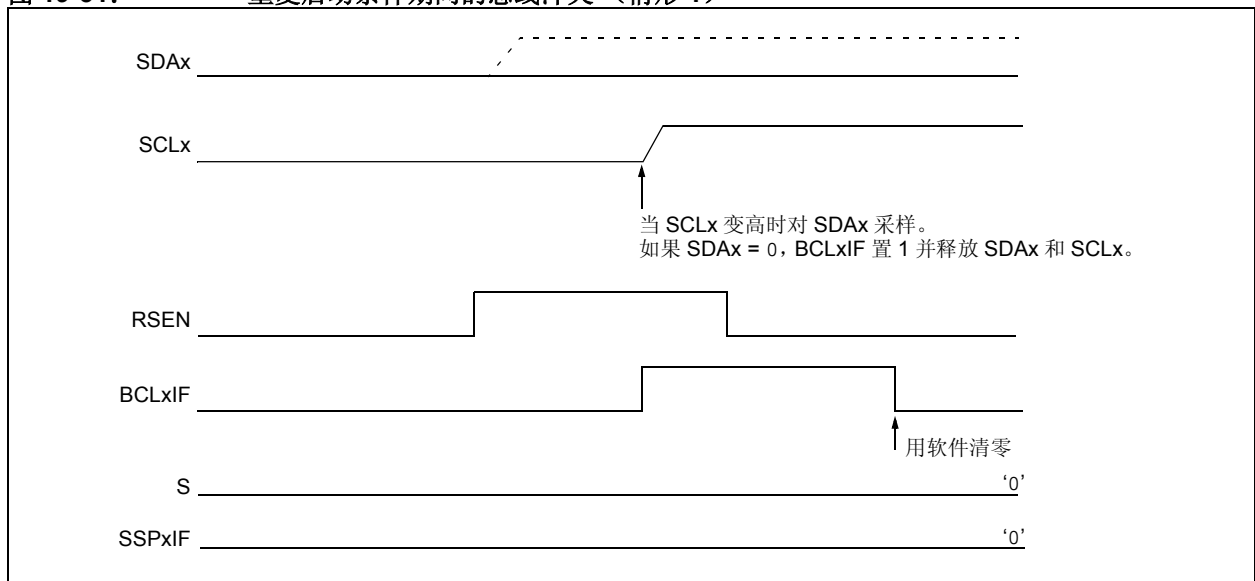 SDAx
SCLx
当 SCLx 变高时对 SDAx 采样。
如果 SDAx = 0，BCLxIF 置 1 并释放 SDAx 和 SCLx。
RSEN
BCLxIF
用软件清零
S
‘0’
SSPxIF
‘0’